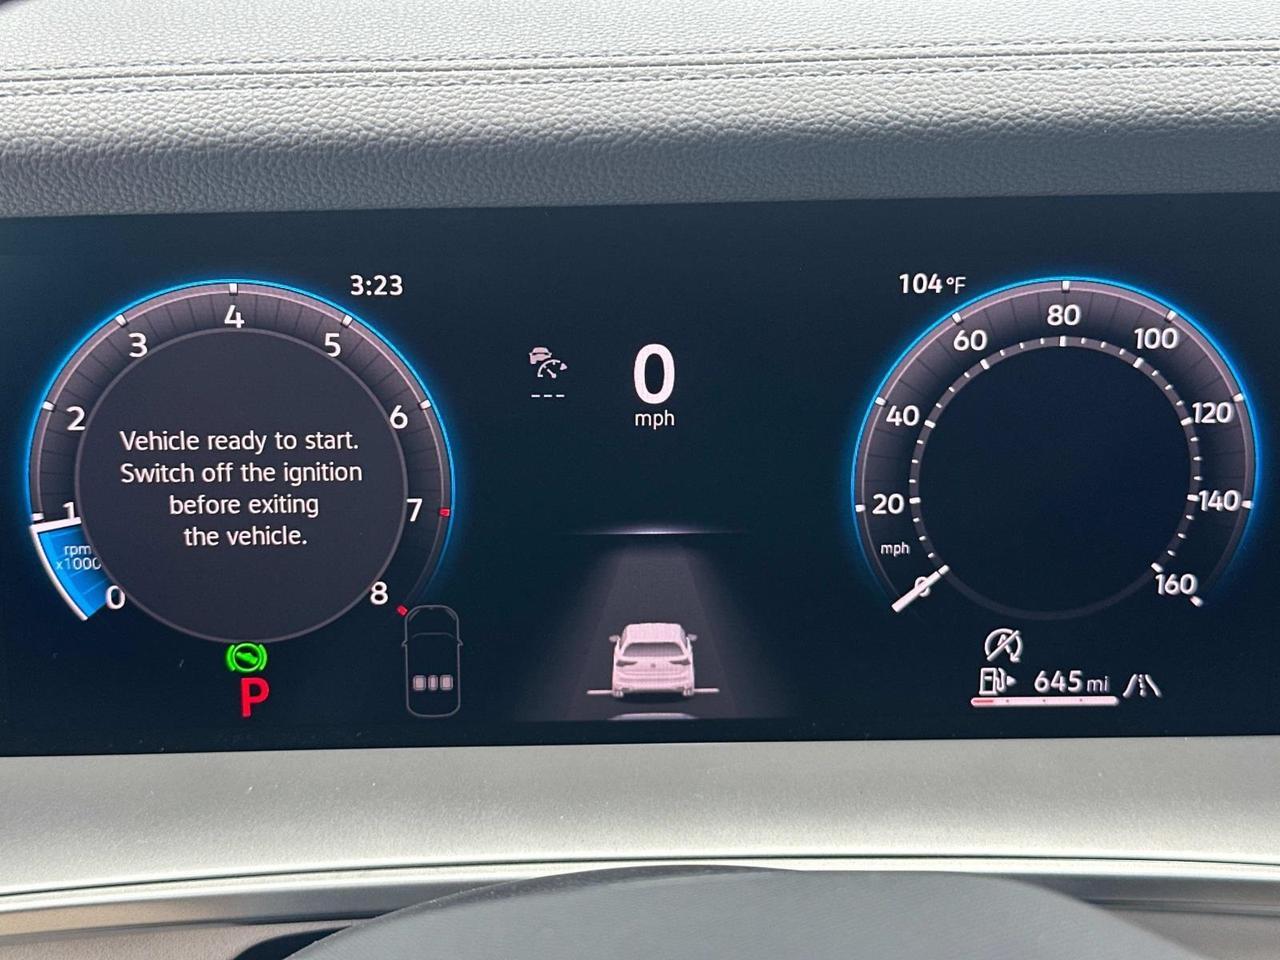 3:23
104°F
4
3
5
2
6
1
7
rpm
x1000
0
8
Vehicle ready to start.
Switch off the ignition
before exiting
the vehicle.
P
0
mph
---
80
60
100
40
120
20
140
mph
0
160
A
645 mi